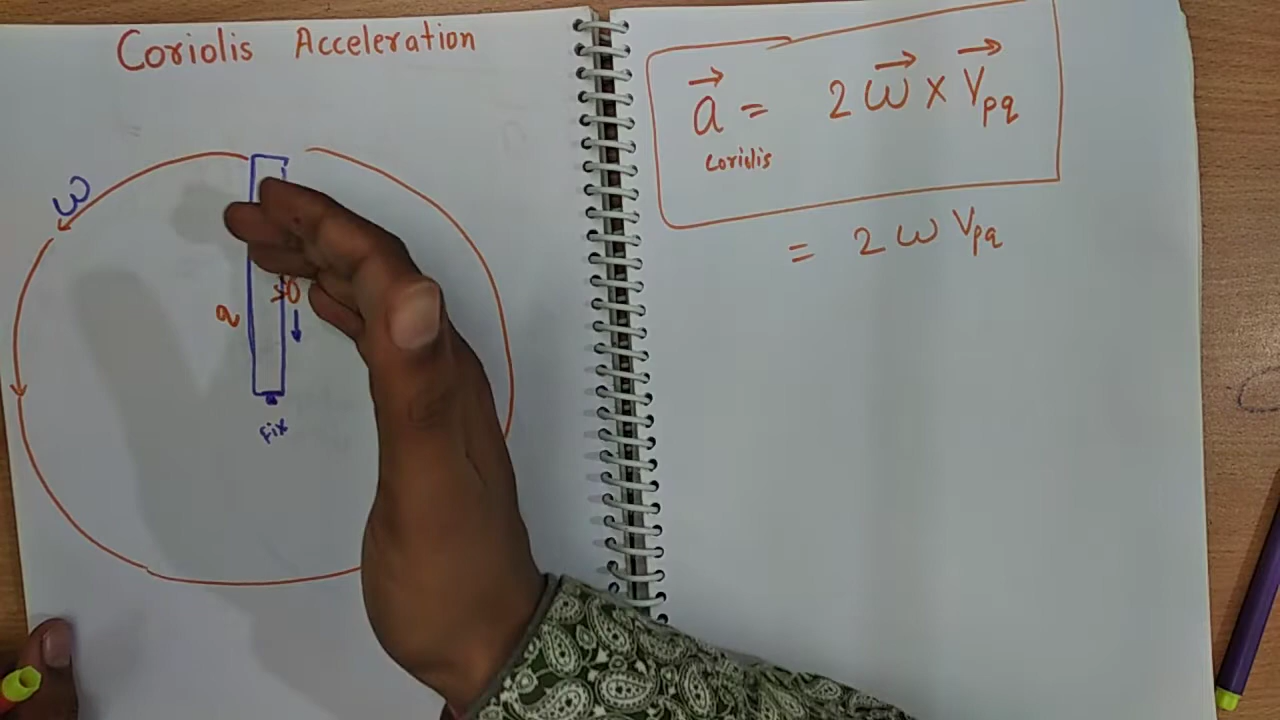 Coriolis Acceleration
ω
q
Fix
a⃗ = 2 ω⃗ × V⃗pq
coriolis
= 2 ω Vpq